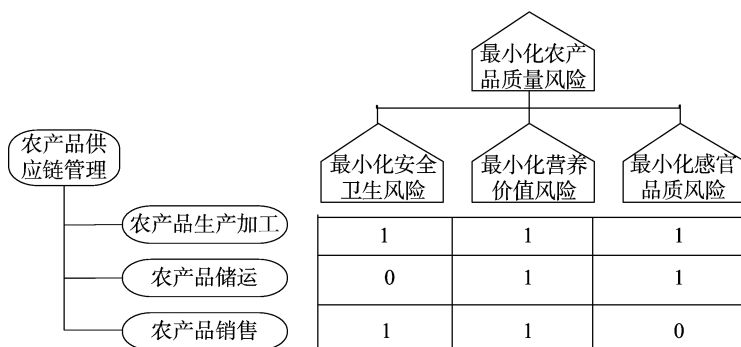 最小化农产
品质量风险
农产品供
应链管理
最小化安全
卫生风险
最小化营养
价值风险
最小化感官
品质风险
农产品生产加工
1 1 1
农产品储运
0 1 1
农产品销售
1 1 0